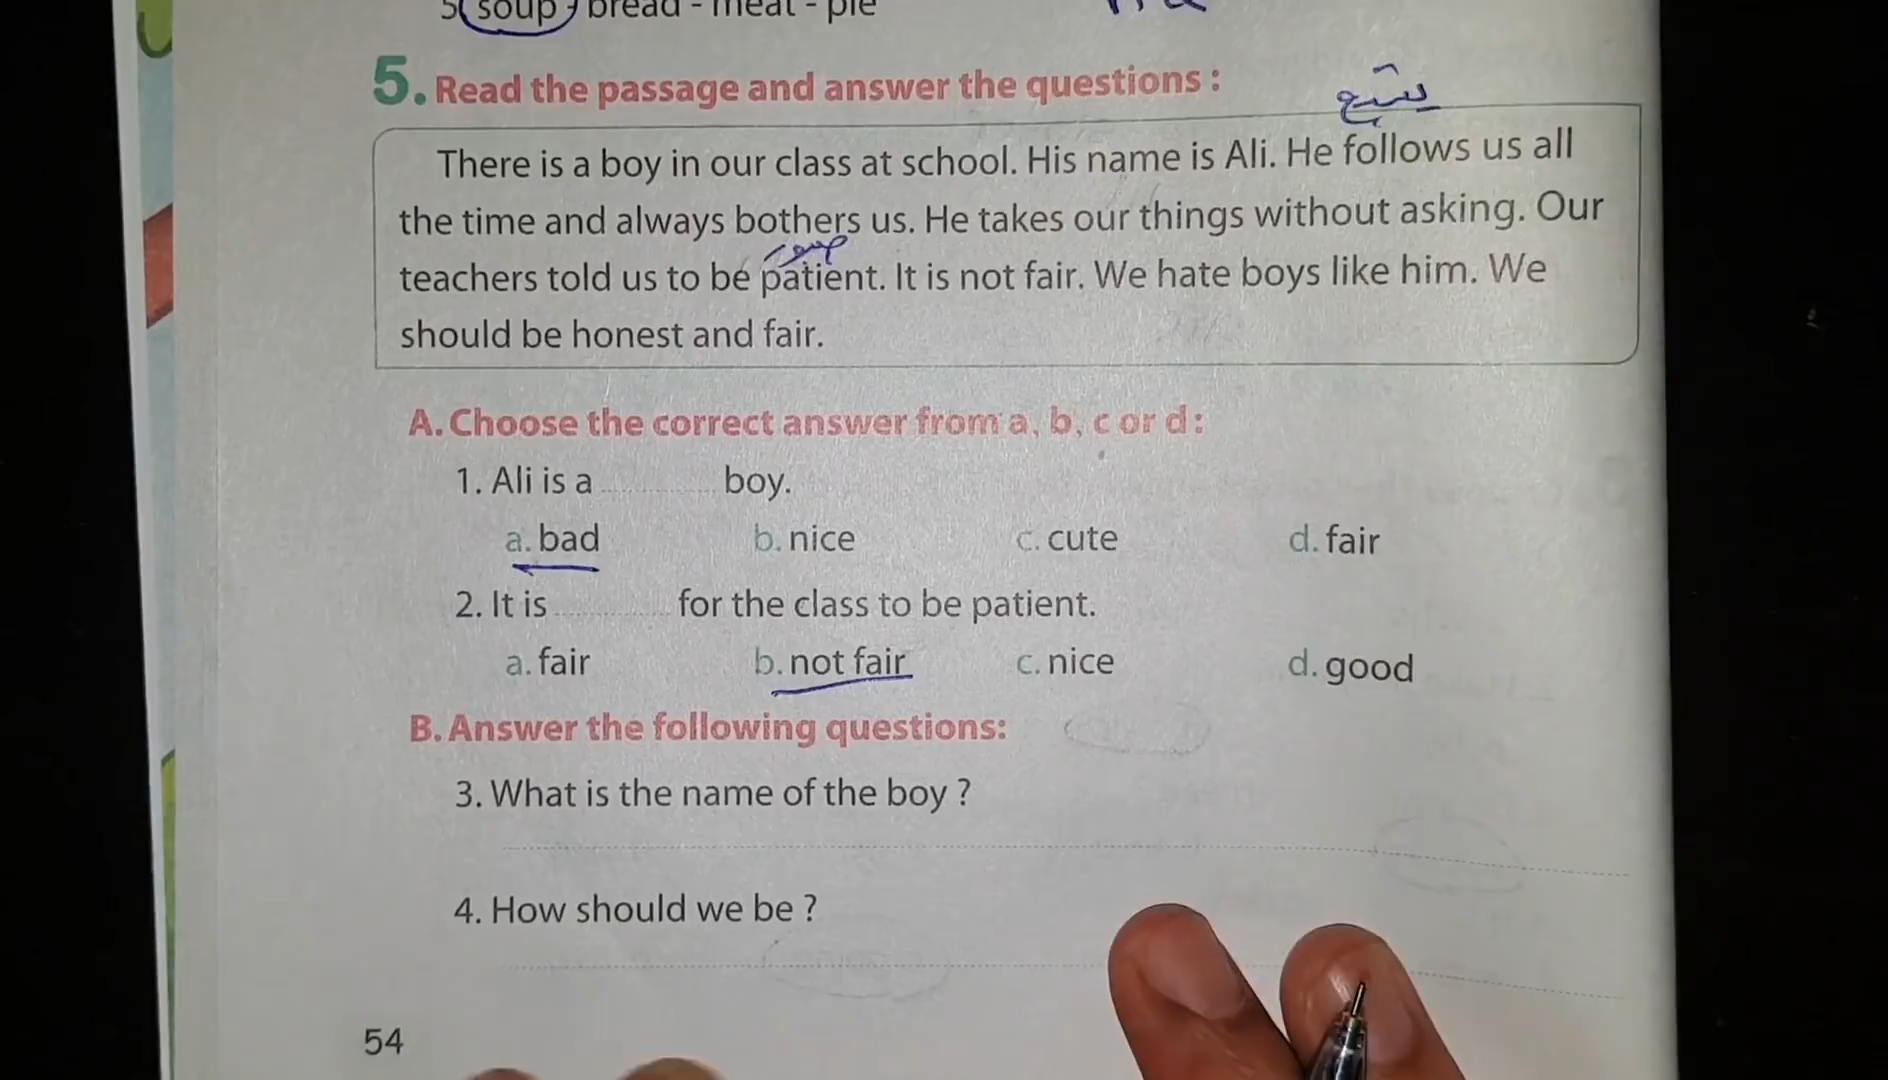 5 soup - bread - meat - pie
5. Read the passage and answer the questions :
يتبع
There is a boy in our class at school. His name is Ali. He follows us all
the time and always bothers us. He takes our things without asking. Our
teachers told us to be patient. It is not fair. We hate boys like him. We
should be honest and fair.
A. Choose the correct answer from a, b, c or d :
1. Ali is a ............ boy.
a. bad b. nice c. cute d. fair
2. It is ............ for the class to be patient.
a. fair b. not fair c. nice d. good
B. Answer the following questions:
3. What is the name of the boy ?
4. How should we be ?
54